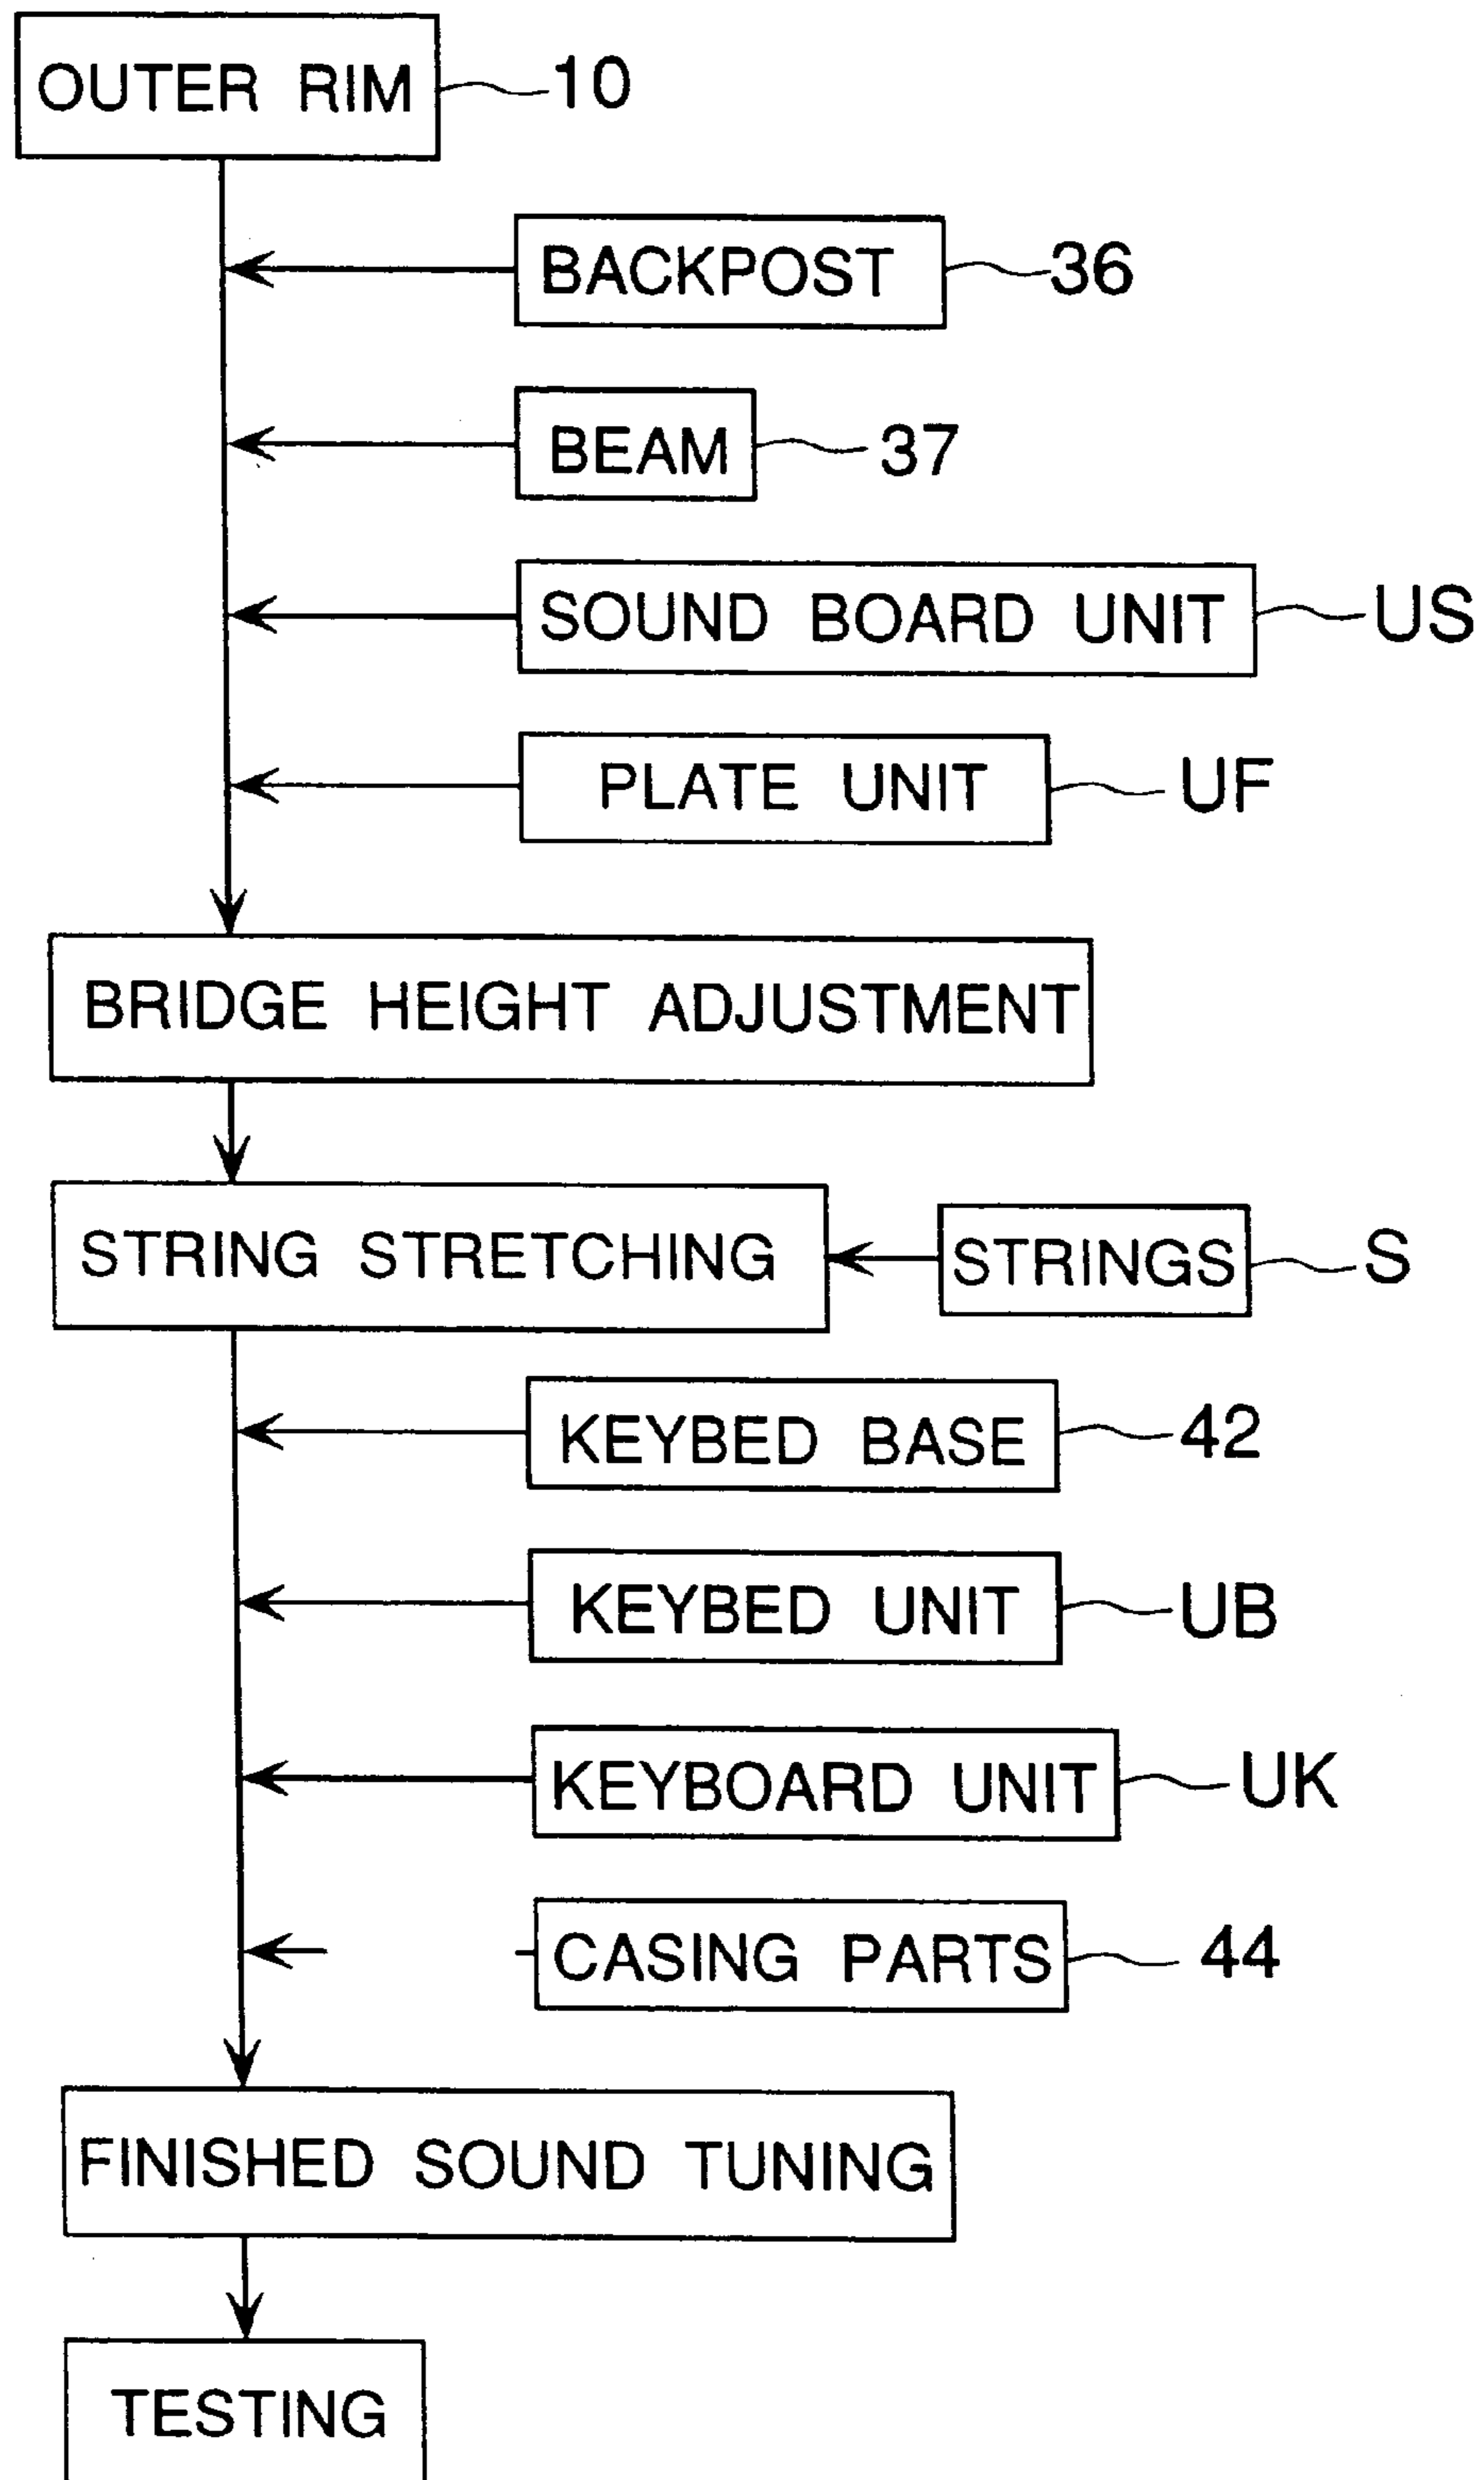 OUTER RIM 10
BACKPOST 36
BEAM 37
SOUND BOARD UNIT US
PLATE UNIT UF
BRIDGE HEIGHT ADJUSTMENT
STRING STRETCHING STRINGS S
KEYBED BASE 42
KEYBED UNIT UB
KEYBOARD UNIT UK
CASING PARTS 44
FINISHED SOUND TUNING
TESTING